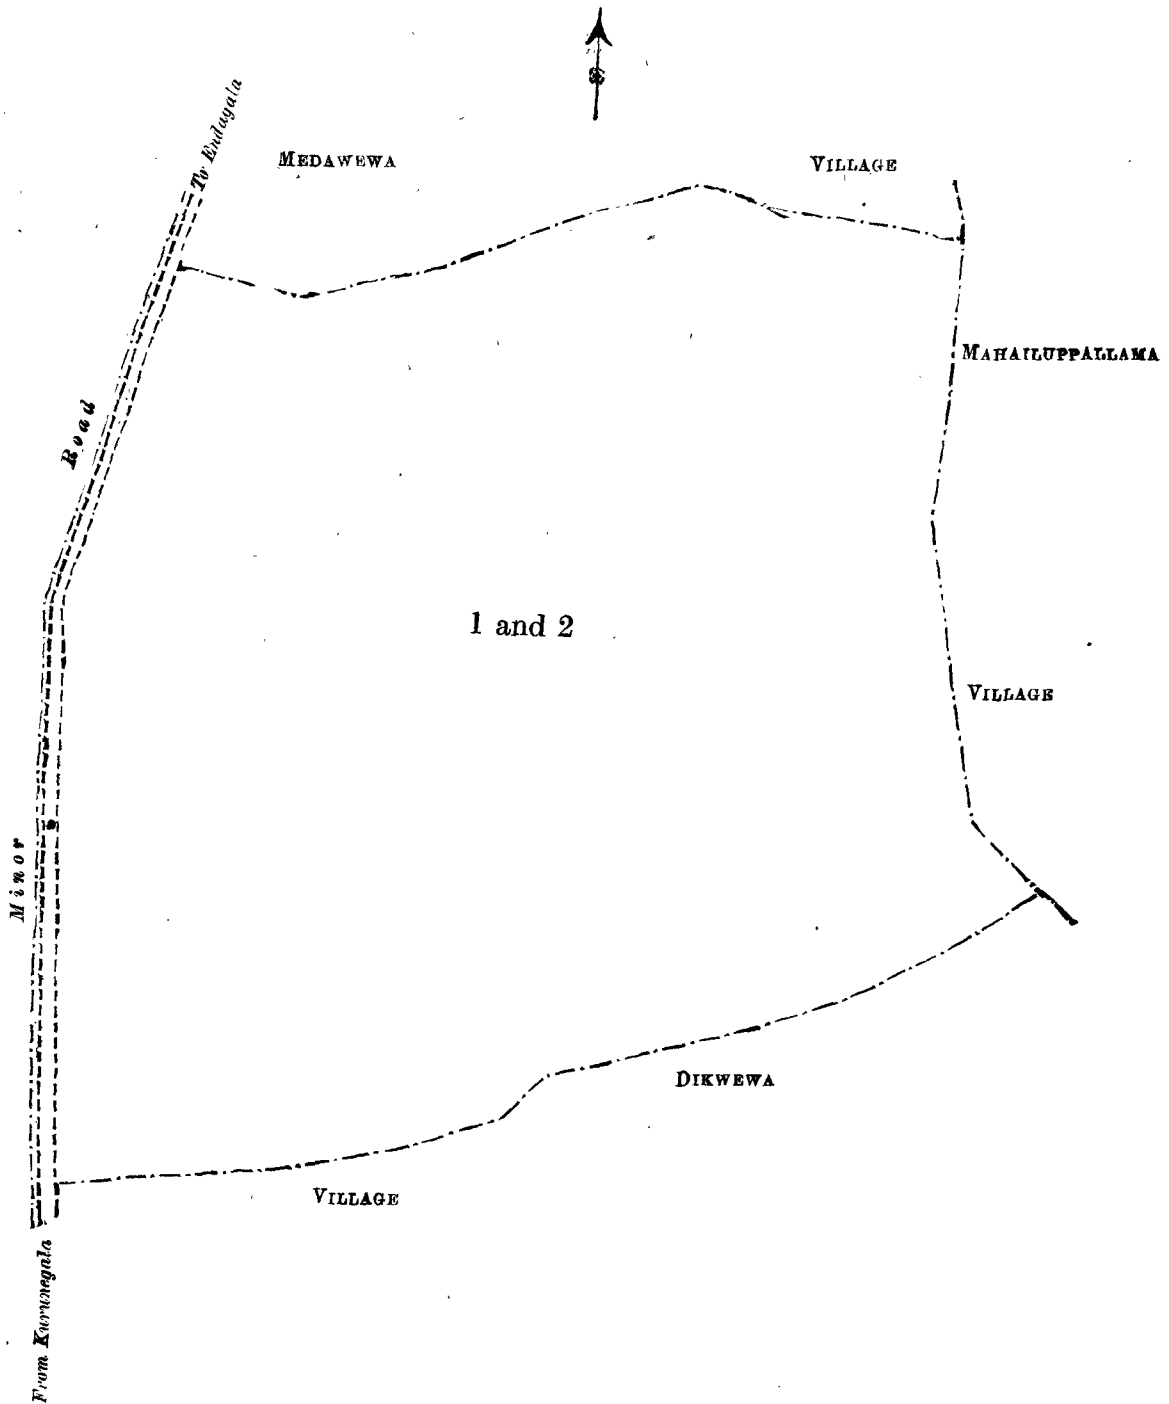 To Endagala
MEDAWEWA VILLAGE
MAHAILUPPALLAMA
Road
1 and 2
VILLAGE
Minor
DIKWEWA
VILLAGE
From Kurunegala